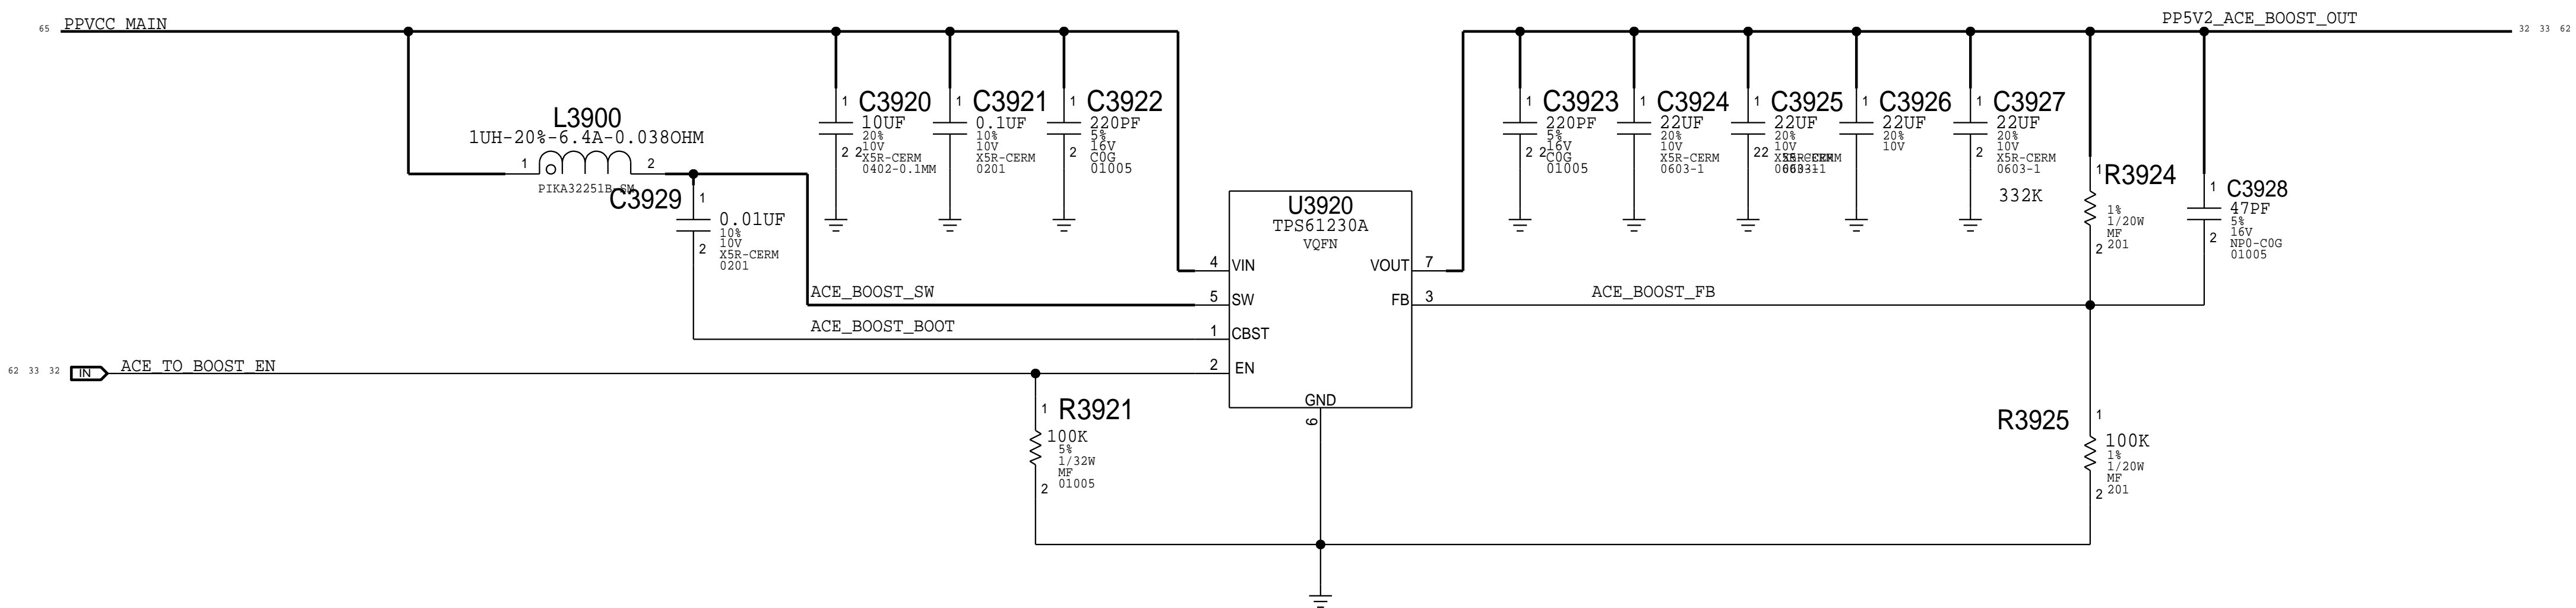 65 PPVCC_MAIN
PP5V2_ACE_BOOST_OUT
32 33 62
L3900
1UH-20%-6.4A-0.038OHM
1 2
PIKA32251B-SM
C3929
1
0.01UF
10%
10V
X5R-CERM
0201
2
1 C3920
10UF
20%
10V
2 2
X5R-CERM
0402-0.1MM
1 C3921
0.1UF
10%
10V
X5R-CERM
0201
2
1 C3922
220PF
5%
16V
C0G
01005
2
U3920
TPS61230A
VQFN
4 VIN
5 SW
1 CBST
2 EN
VOUT 7
FB 3
GND
6
ACE_BOOST_SW
ACE_BOOST_BOOT
62 33 32 IN ACE_TO_BOOST_EN
1 R3921
100K
5%
1/32W
MF
01005
2
1 C3923
220PF
5%
16V
C0G
01005
2 2
1 C3924
22UF
20%
10V
X5R-CERM
0603-1
1 C3925
22UF
20%
10V
X5R-CERM
0603-1
22
1 C3926
22UF
20%
10V
1 C3927
22UF
20%
10V
X5R-CERM
0603-1
2
332K
1 R3924
1%
1/20W
MF
201
2
1 C3928
47PF
5%
16V
NP0-C0G
01005
2
ACE_BOOST_FB
R3925
1
100K
1%
1/20W
MF
201
2